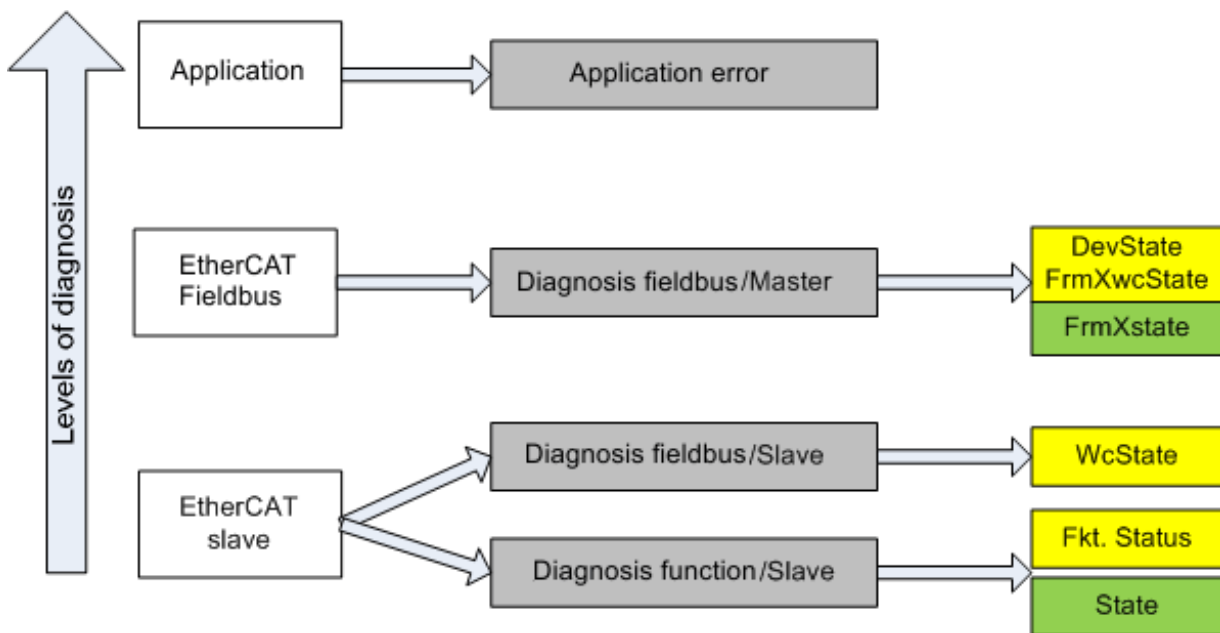 Levels of diagnosis
Application
Application error
EtherCAT
Fieldbus
Diagnosis fieldbus/Master
DevState
FrmXwcState
FrmXstate
EtherCAT
slave
Diagnosis fieldbus/Slave
WcState
Diagnosis function/Slave
Fkt. Status
State